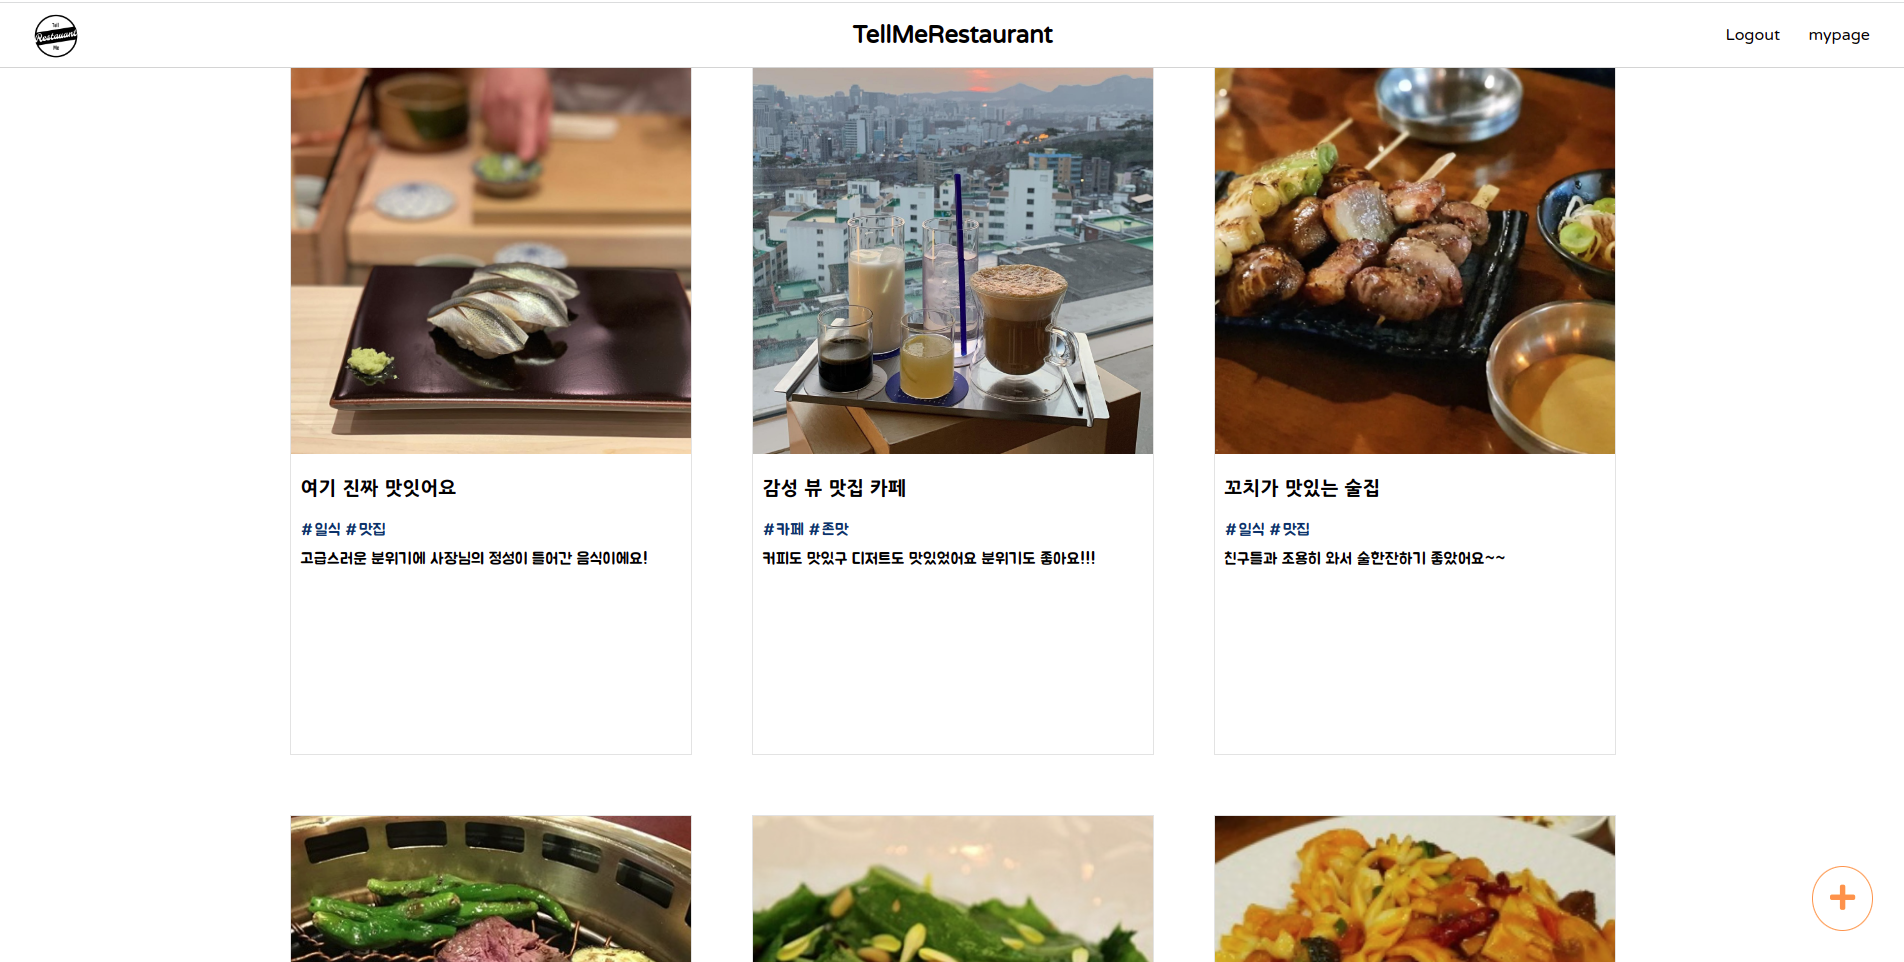 Tell
Restauant
Me
TellMeRestaurant
Logout mypage
여기 진짜 맛잇어요
#일식 #맛집
고급스러운 분위기에 사장님의 정성이 들어간 음식이에요!
감성 뷰 맛집 카페
#카페 #존맛
커피도 맛있구 디저트도 맛있었어요 분위기도 좋아요!!!
꼬치가 맛있는 술집
#일식 #맛집
친구들과 조용히 와서 술한잔하기 좋았어요~~